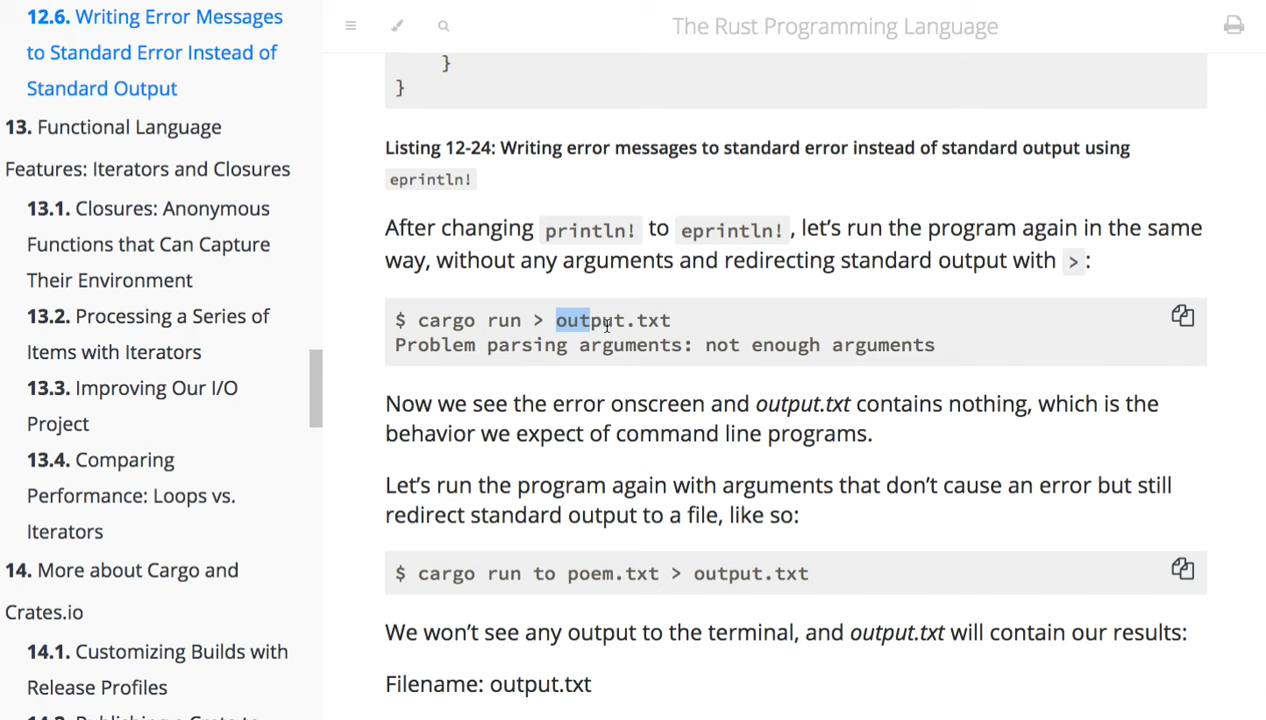 12.6. Writing Error Messages
to Standard Error Instead of
Standard Output
13. Functional Language
Features: Iterators and Closures
13.1. Closures: Anonymous
Functions that Can Capture
Their Environment
13.2. Processing a Series of
Items with Iterators
13.3. Improving Our I/O
Project
13.4. Comparing
Performance: Loops vs.
Iterators
14. More about Cargo and
Crates.io
14.1. Customizing Builds with
Release Profiles
The Rust Programming Language
}
}
Listing 12-24: Writing error messages to standard error instead of standard output using
eprintln!
After changing println! to eprintln!, let’s run the program again in the same
way, without any arguments and redirecting standard output with >:
$ cargo run > output.txt
Problem parsing arguments: not enough arguments
Now we see the error onscreen and output.txt contains nothing, which is the
behavior we expect of command line programs.
Let’s run the program again with arguments that don’t cause an error but still
redirect standard output to a file, like so:
$ cargo run to poem.txt > output.txt
We won’t see any output to the terminal, and output.txt will contain our results:
Filename: output.txt